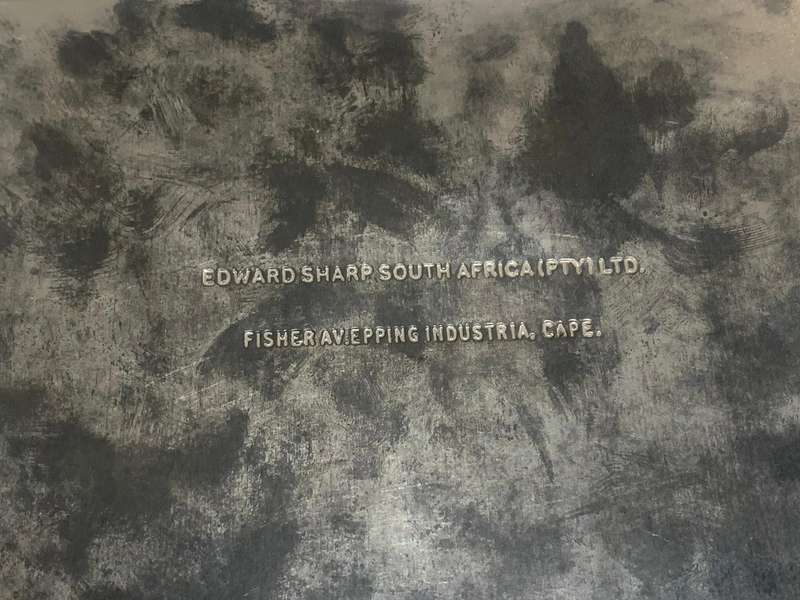 EDWARD SHARP SOUTH AFRICA (PTY) LTD.
FISHER AV. EPPING INDUSTRIA. CAPE.